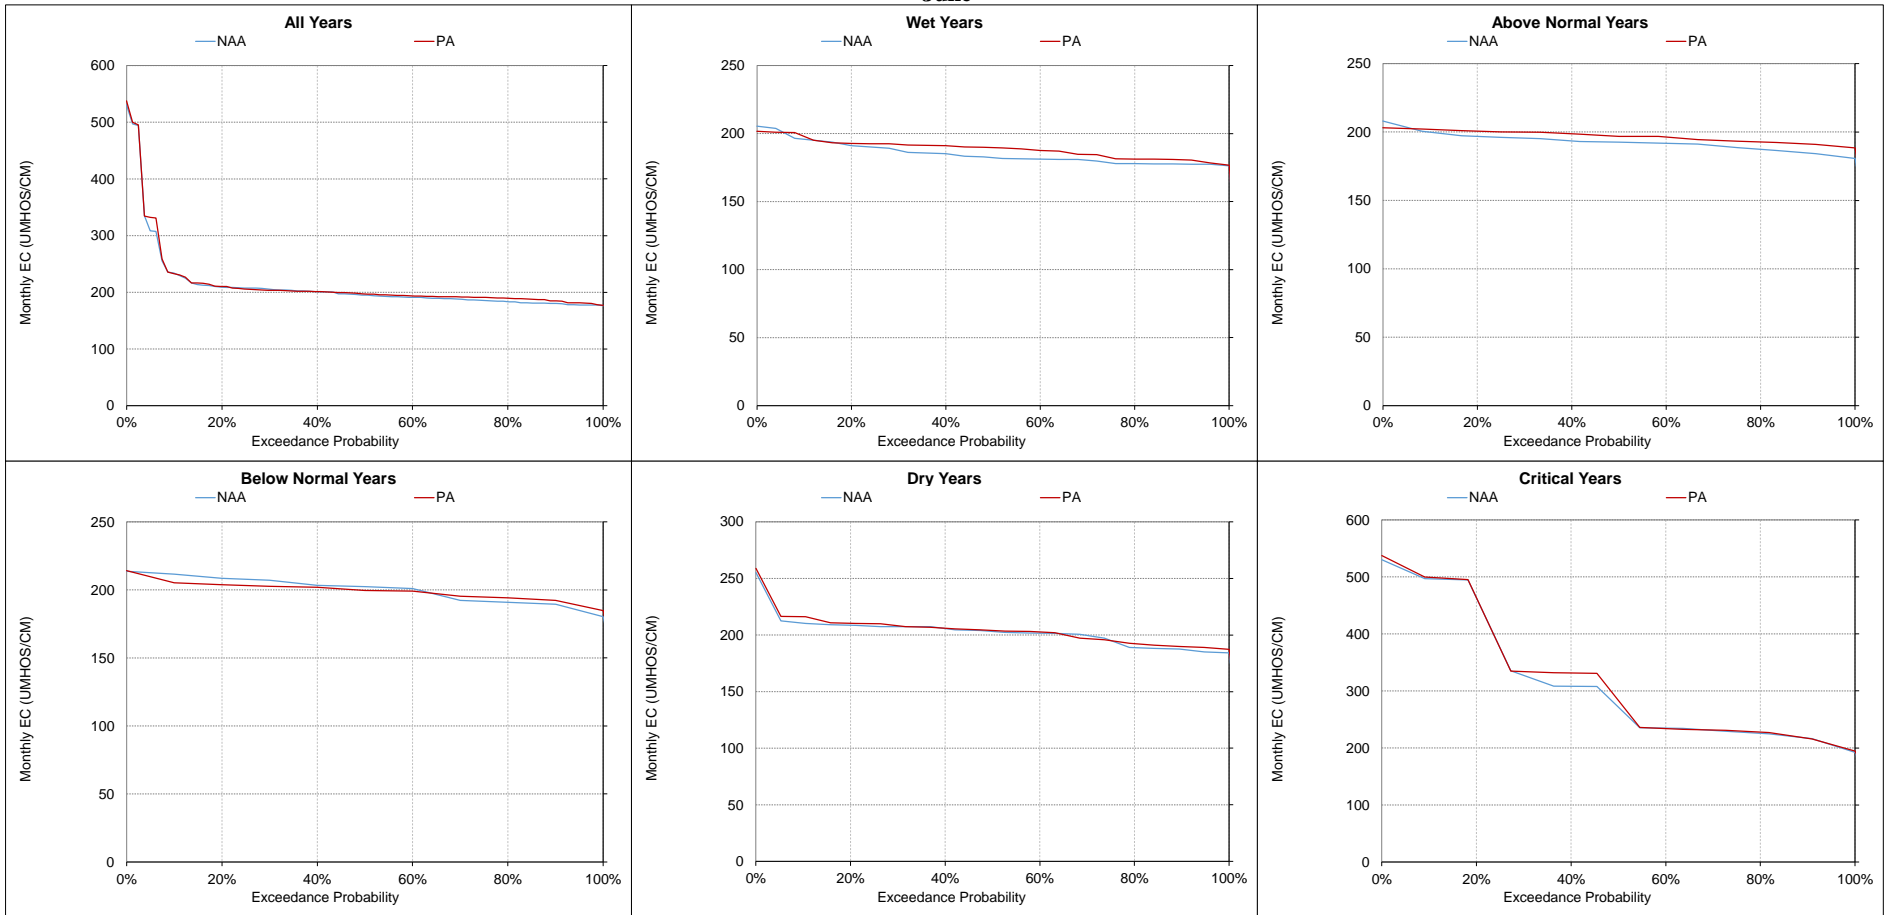 All Years
NAA PA
600
500
400
300
200
100
0
0% 20% 40% 60% 80% 100%
Monthly EC (UMHOS/CM)
Exceedance Probability
Wet Years
NAA PA
250
200
150
100
50
0
0% 20% 40% 60% 80% 100%
Monthly EC (UMHOS/CM)
Exceedance Probability
Above Normal Years
NAA PA
250
200
150
100
50
0
0% 20% 40% 60% 80% 100%
Monthly EC (UMHOS/CM)
Exceedance Probability
Below Normal Years
NAA PA
250
200
150
100
50
0
0% 20% 40% 60% 80% 100%
Monthly EC (UMHOS/CM)
Exceedance Probability
Dry Years
NAA PA
300
250
200
150
100
50
0
0% 20% 40% 60% 80% 100%
Monthly EC (UMHOS/CM)
Exceedance Probability
Critical Years
NAA PA
600
500
400
300
200
100
0
0% 20% 40% 60% 80% 100%
Monthly EC (UMHOS/CM)
Exceedance Probability